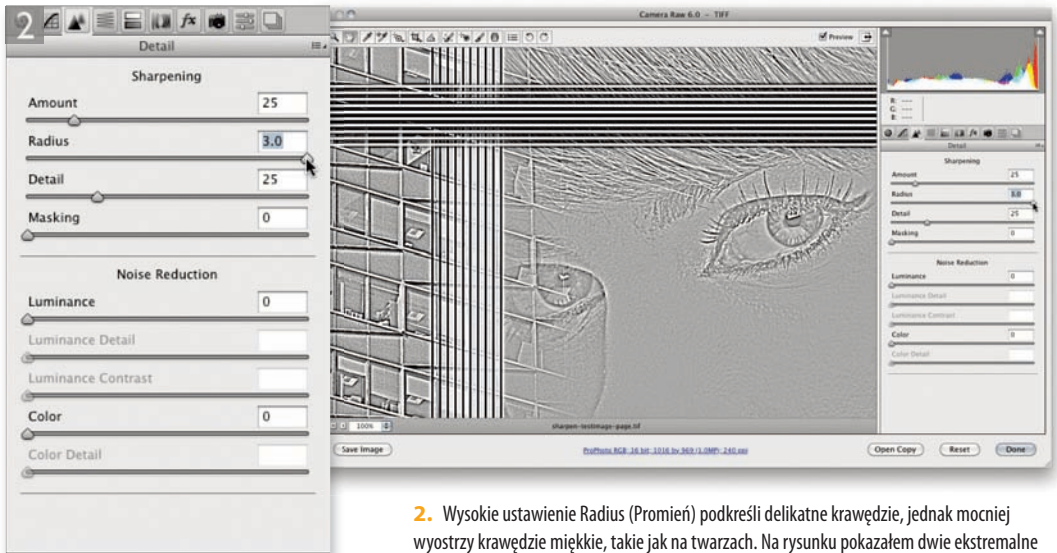 2
Detail
Sharpening
Amount 25
Radius 3.0
Detail 25
Masking 0
Noise Reduction
Luminance 0
Luminance Detail
Luminance Contrast
Color 0
Color Detail
Camera Raw 6.0 – TIFF
Preview
R: ---
G: ---
B: ---
Detail
Sharpening
Amount 25
Radius 3.0
Detail 25
Masking 0
Noise Reduction
Luminance 0
Luminance Detail
Luminance Contrast
Color 0
Color Detail
100%
sharpen-testimage-page.tif
Save Image
ProPhoto RGB; 16 bit; 1016 by 969 (1.0MP); 240 ppi
Open Copy
Reset
Done
2. Wysokie ustawienie Radius (Promień) podkreśli delikatne krawędzie, jednak mocniej
wyostrzy krawędzie miękkie, takie jak na twarzach. Na rysunku pokazałem dwie ekstremalne